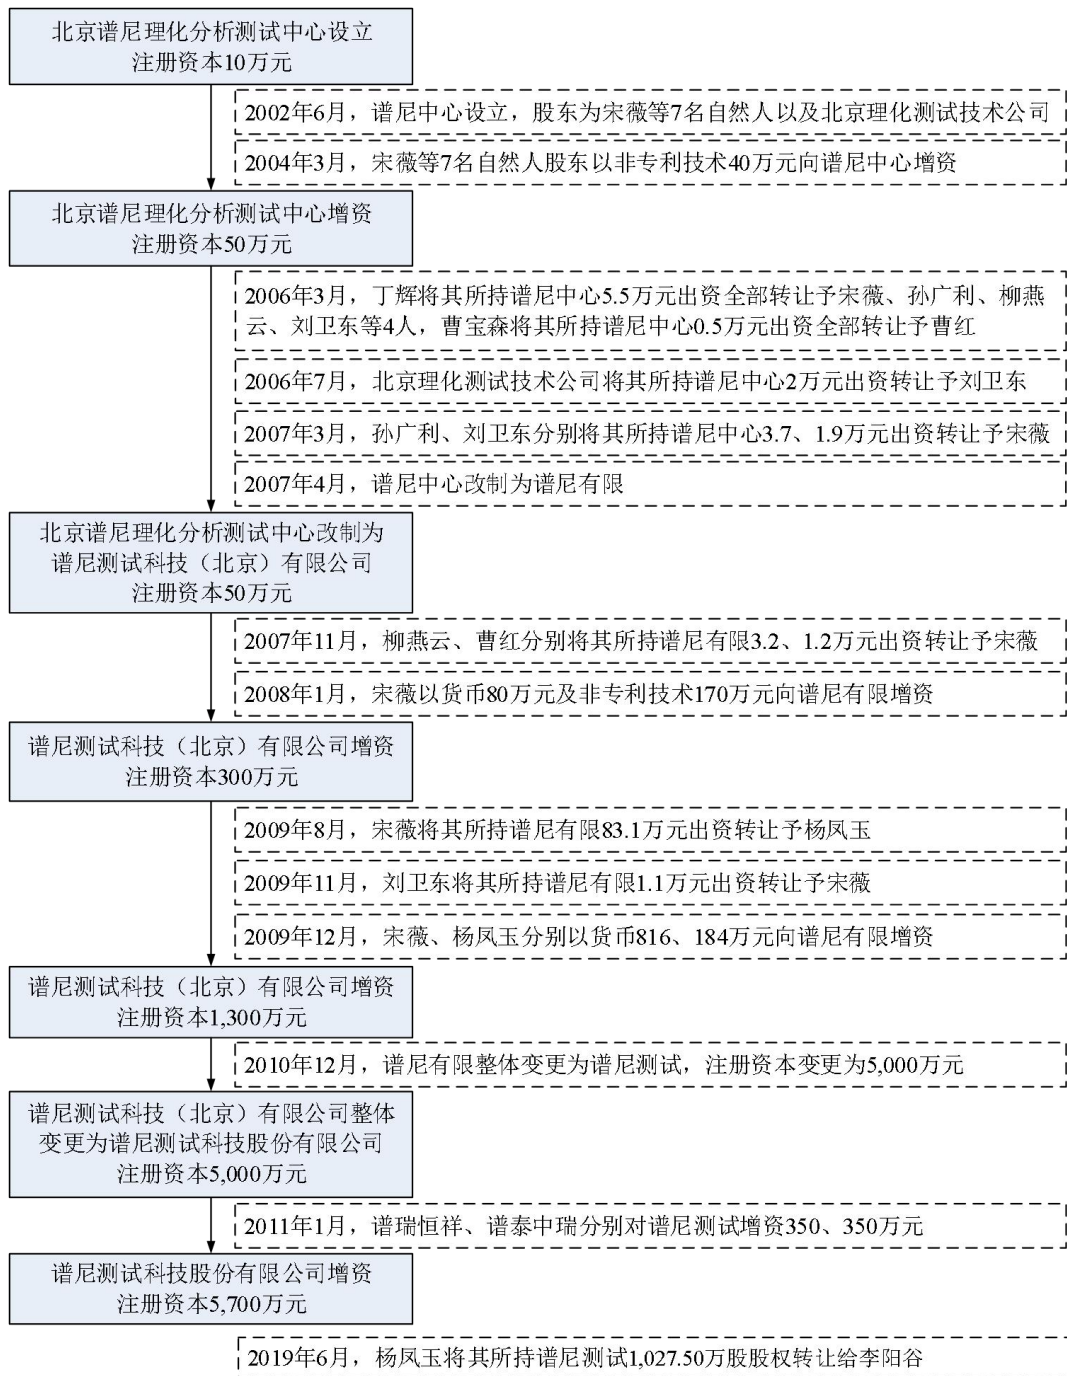 北京谱尼理化分析测试中心设立
注册资本10万元
2002年6月，谱尼中心设立，股东为宋薇等7名自然人以及北京理化测试技术公司
2004年3月，宋薇等7名自然人股东以非专利技术40万元向谱尼中心增资
北京谱尼理化分析测试中心增资
注册资本50万元
2006年3月，丁辉将其所持谱尼中心5.5万元出资全部转让予宋薇、孙广利、柳燕
云、刘卫东等4人，曹宝森将其所持谱尼中心0.5万元出资全部转让予曹红
2006年7月，北京理化测试技术公司将其所持谱尼中心2万元出资转让予刘卫东
2007年3月，孙广利、刘卫东分别将其所持谱尼中心3.7、1.9万元出资转让予宋薇
2007年4月，谱尼中心改制为谱尼有限
北京谱尼理化分析测试中心改制为
谱尼测试科技（北京）有限公司
注册资本50万元
2007年11月，柳燕云、曹红分别将其所持谱尼有限3.2、1.2万元出资转让予宋薇
2008年1月，宋薇以货币80万元及非专利技术170万元向谱尼有限增资
谱尼测试科技（北京）有限公司增资
注册资本300万元
2009年8月，宋薇将其所持谱尼有限83.1万元出资转让予杨凤玉
2009年11月，刘卫东将其所持谱尼有限1.1万元出资转让予宋薇
2009年12月，宋薇、杨凤玉分别以货币816、184万元向谱尼有限增资
谱尼测试科技（北京）有限公司增资
注册资本1,300万元
2010年12月，谱尼有限整体变更为谱尼测试，注册资本变更为5,000万元
谱尼测试科技（北京）有限公司整体
变更为谱尼测试科技股份有限公司
注册资本5,000万元
2011年1月，谱瑞恒祥、谱泰中瑞分别对谱尼测试增资350、350万元
谱尼测试科技股份有限公司增资
注册资本5,700万元
2019年6月，杨凤玉将其所持谱尼测试1,027.50万股股权转让给李阳谷